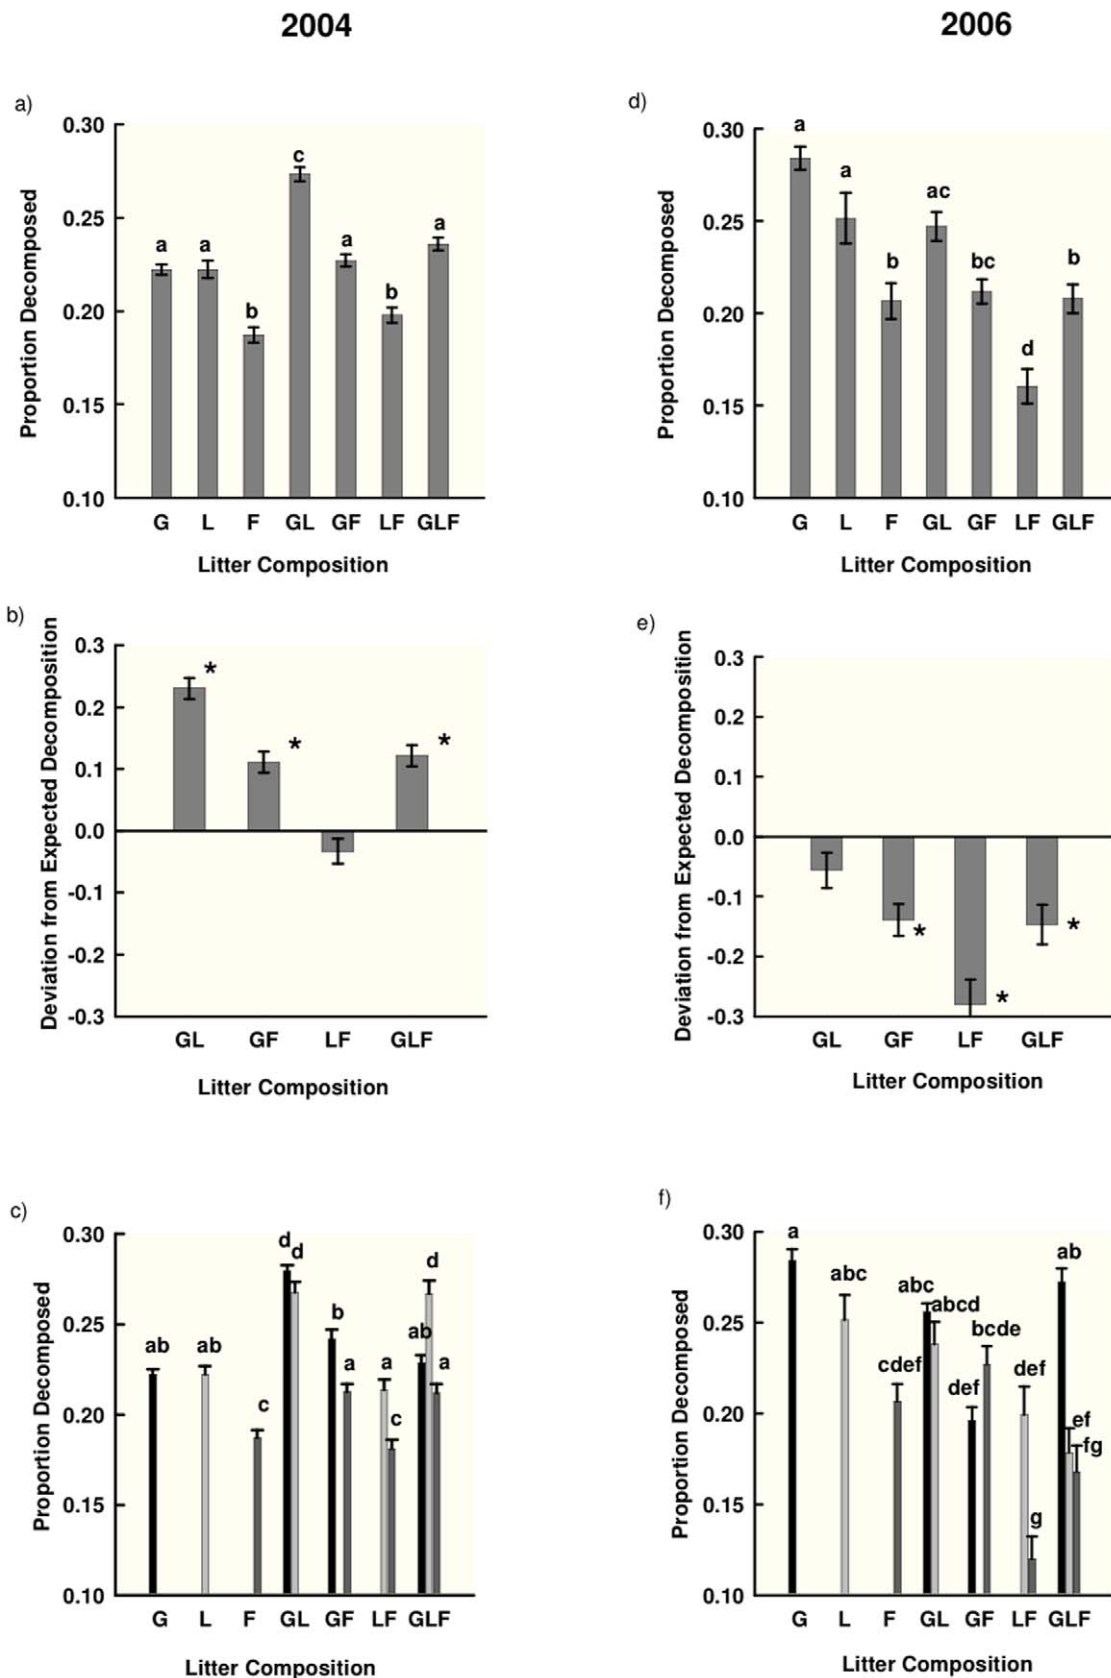 2004
2006
a)
Proportion Decomposed
0.30
0.25
0.20
0.15
0.10
a
a
b
c
a
b
a
G L F GL GF LF GLF
Litter Composition
d)
Proportion Decomposed
0.30
0.25
0.20
0.15
0.10
a
a
b
ac
bc
d
b
G L F GL GF LF GLF
Litter Composition
b)
Deviation from Expected Decomposition
0.3
0.2
0.1
0.0
-0.1
-0.2
-0.3
*
*
*
GL GF LF GLF
Litter Composition
e)
Deviation from Expected Decomposition
0.3
0.2
0.1
0.0
-0.1
-0.2
-0.3
*
*
*
GL GF LF GLF
Litter Composition
c)
Proportion Decomposed
0.30
0.25
0.20
0.15
0.10
ab
ab
c
d
d
b
a
a
c
ab
d
a
G L F GL GF LF GLF
Litter Composition
f)
Proportion Decomposed
0.30
0.25
0.20
0.15
0.10
a
abc
cdef
abc
abcd
def
bcde
def
g
ab
ef
fg
G L F GL GF LF GLF
Litter Composition